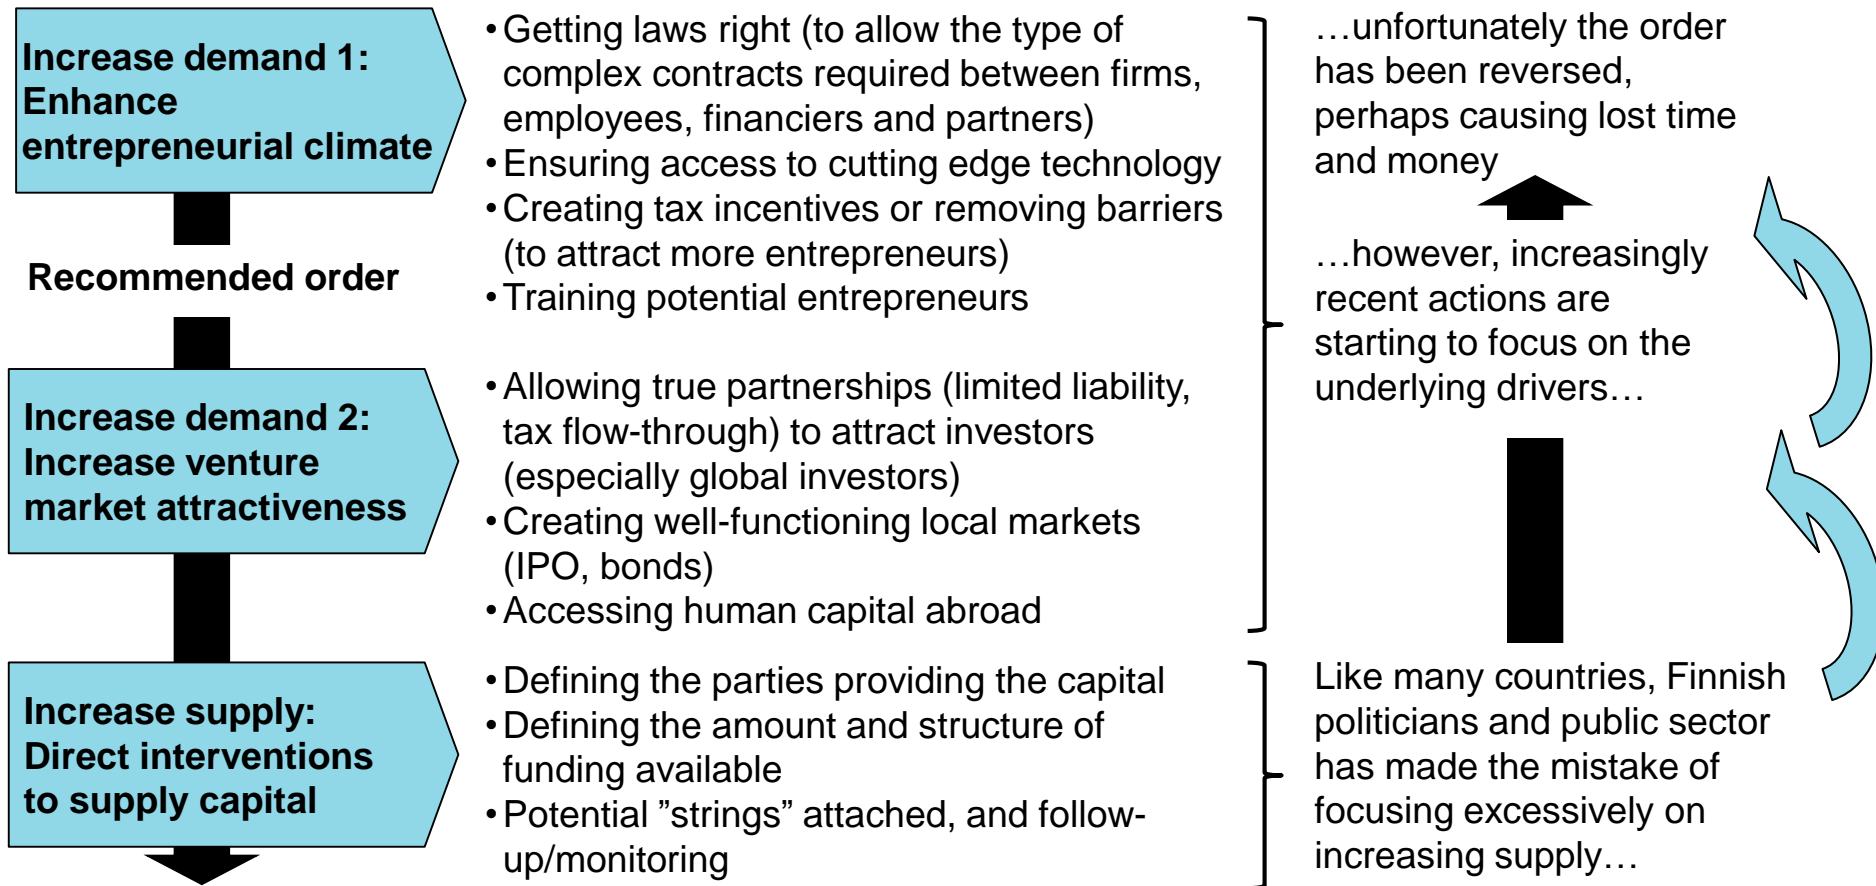 Increase demand 1:
Enhance
entrepreneurial climate
•Getting laws right (to allow the type of
complex contracts required between firms,
employees, financiers and partners)
•Ensuring access to cutting edge technology
•Creating tax incentives or removing barriers
(to attract more entrepreneurs)
•Training potential entrepreneurs
…unfortunately the order
has been reversed,
perhaps causing lost time
and money
Recommended order
…however, increasingly
recent actions are
starting to focus on the
underlying drivers…
Increase demand 2:
Increase venture
market attractiveness
•Allowing true partnerships (limited liability,
tax flow-through) to attract investors
(especially global investors)
•Creating well-functioning local markets
(IPO, bonds)
•Accessing human capital abroad
Increase supply:
Direct interventions
to supply capital
•Defining the parties providing the capital
•Defining the amount and structure of
funding available
•Potential ”strings” attached, and follow-
up/monitoring
Like many countries, Finnish
politicians and public sector
has made the mistake of
focusing excessively on
increasing supply…